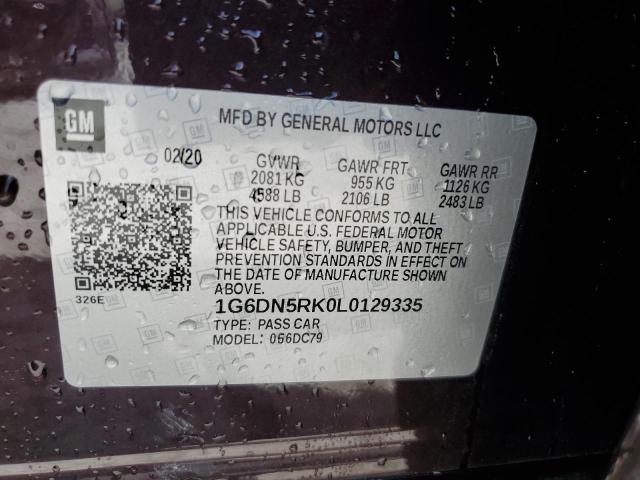 GM
MFD BY GENERAL MOTORS LLC
02/20 GVWR GAWR FRT GAWR RR
2081 KG 955 KG 1126 KG
4588 LB 2106 LB 2483 LB
THIS VEHICLE CONFORMS TO ALL
APPLICABLE U.S. FEDERAL MOTOR
VEHICLE SAFETY, BUMPER, AND THEFT
PREVENTION STANDARDS IN EFFECT ON
THE DATE OF MANUFACTURE SHOWN
ABOVE.
326E
1G6DN5RK0L0129335
TYPE: PASS CAR
MODEL: 056DC79